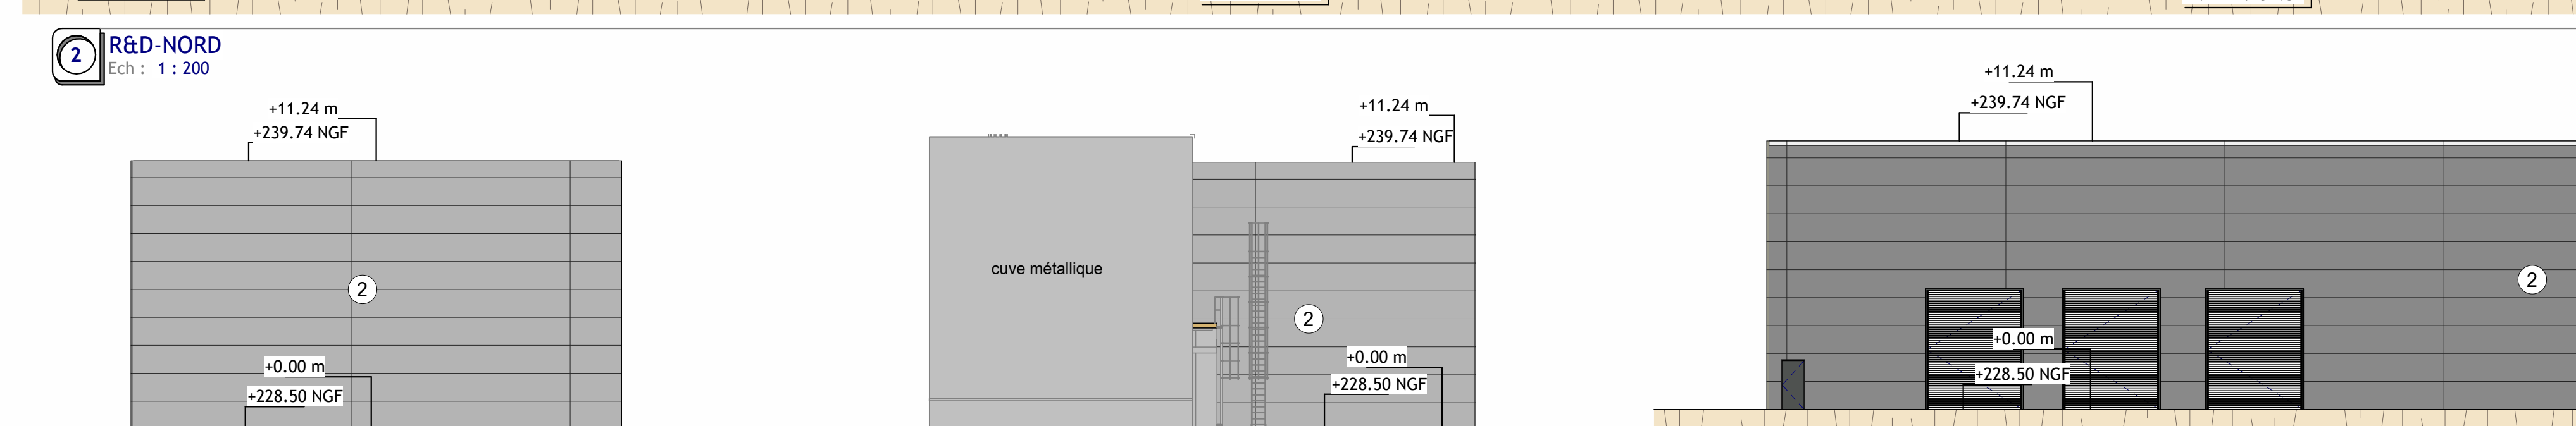 2
R&D-NORD
Ech : 1 : 200
+11.24 m
+239.74 NGF
2
+0.00 m
+228.50 NGF
+11.24 m
+239.74 NGF
cuve métallique
2
+0.00 m
+228.50 NGF
+11.24 m
+239.74 NGF
2
+0.00 m
+228.50 NGF